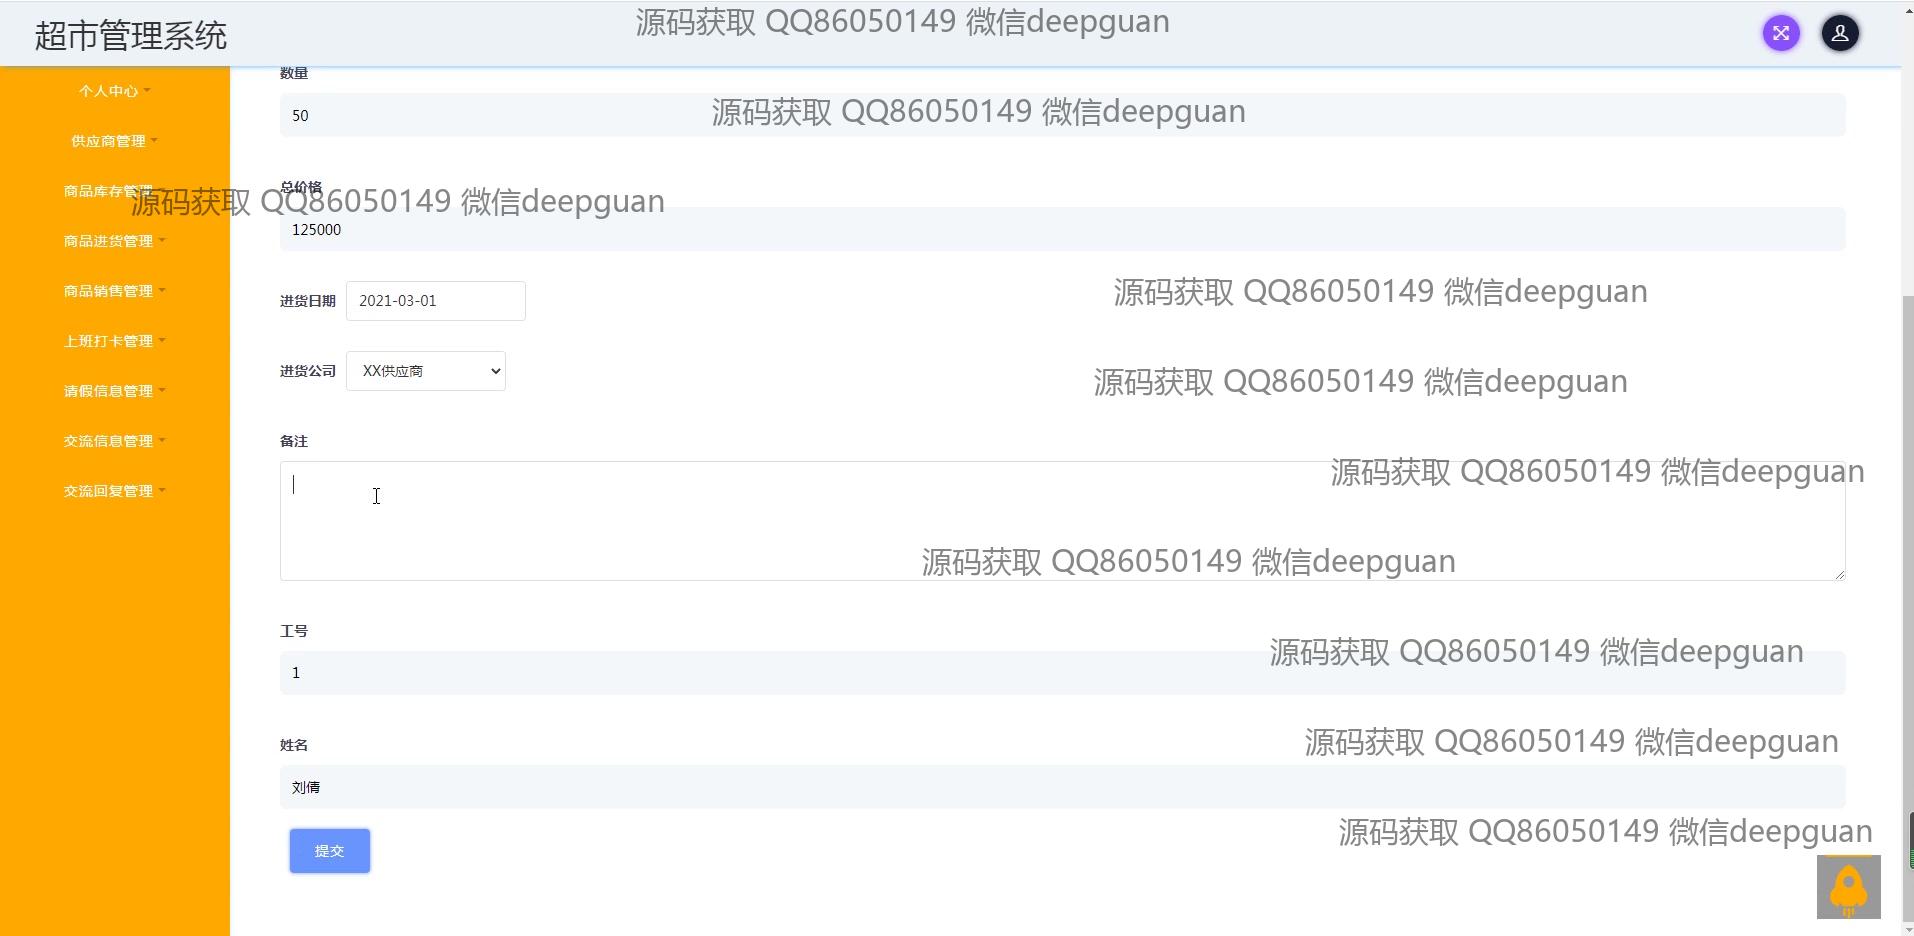 超市管理系统
源码获取 QQ86050149 微信deepguan
个人中心
供应商管理
商品库存管理
商品进货管理
商品销售管理
上班打卡管理
请假信息管理
交流信息管理
交流回复管理
数量
50
源码获取 QQ86050149 微信deepguan
总价格
源码获取 QQ86050149 微信deepguan
125000
进货日期 2021-03-01
源码获取 QQ86050149 微信deepguan
进货公司 XX供应商
源码获取 QQ86050149 微信deepguan
备注
源码获取 QQ86050149 微信deepguan
源码获取 QQ86050149 微信deepguan
工号
源码获取 QQ86050149 微信deepguan
1
姓名
源码获取 QQ86050149 微信deepguan
刘倩
提交
源码获取 QQ86050149 微信deepguan